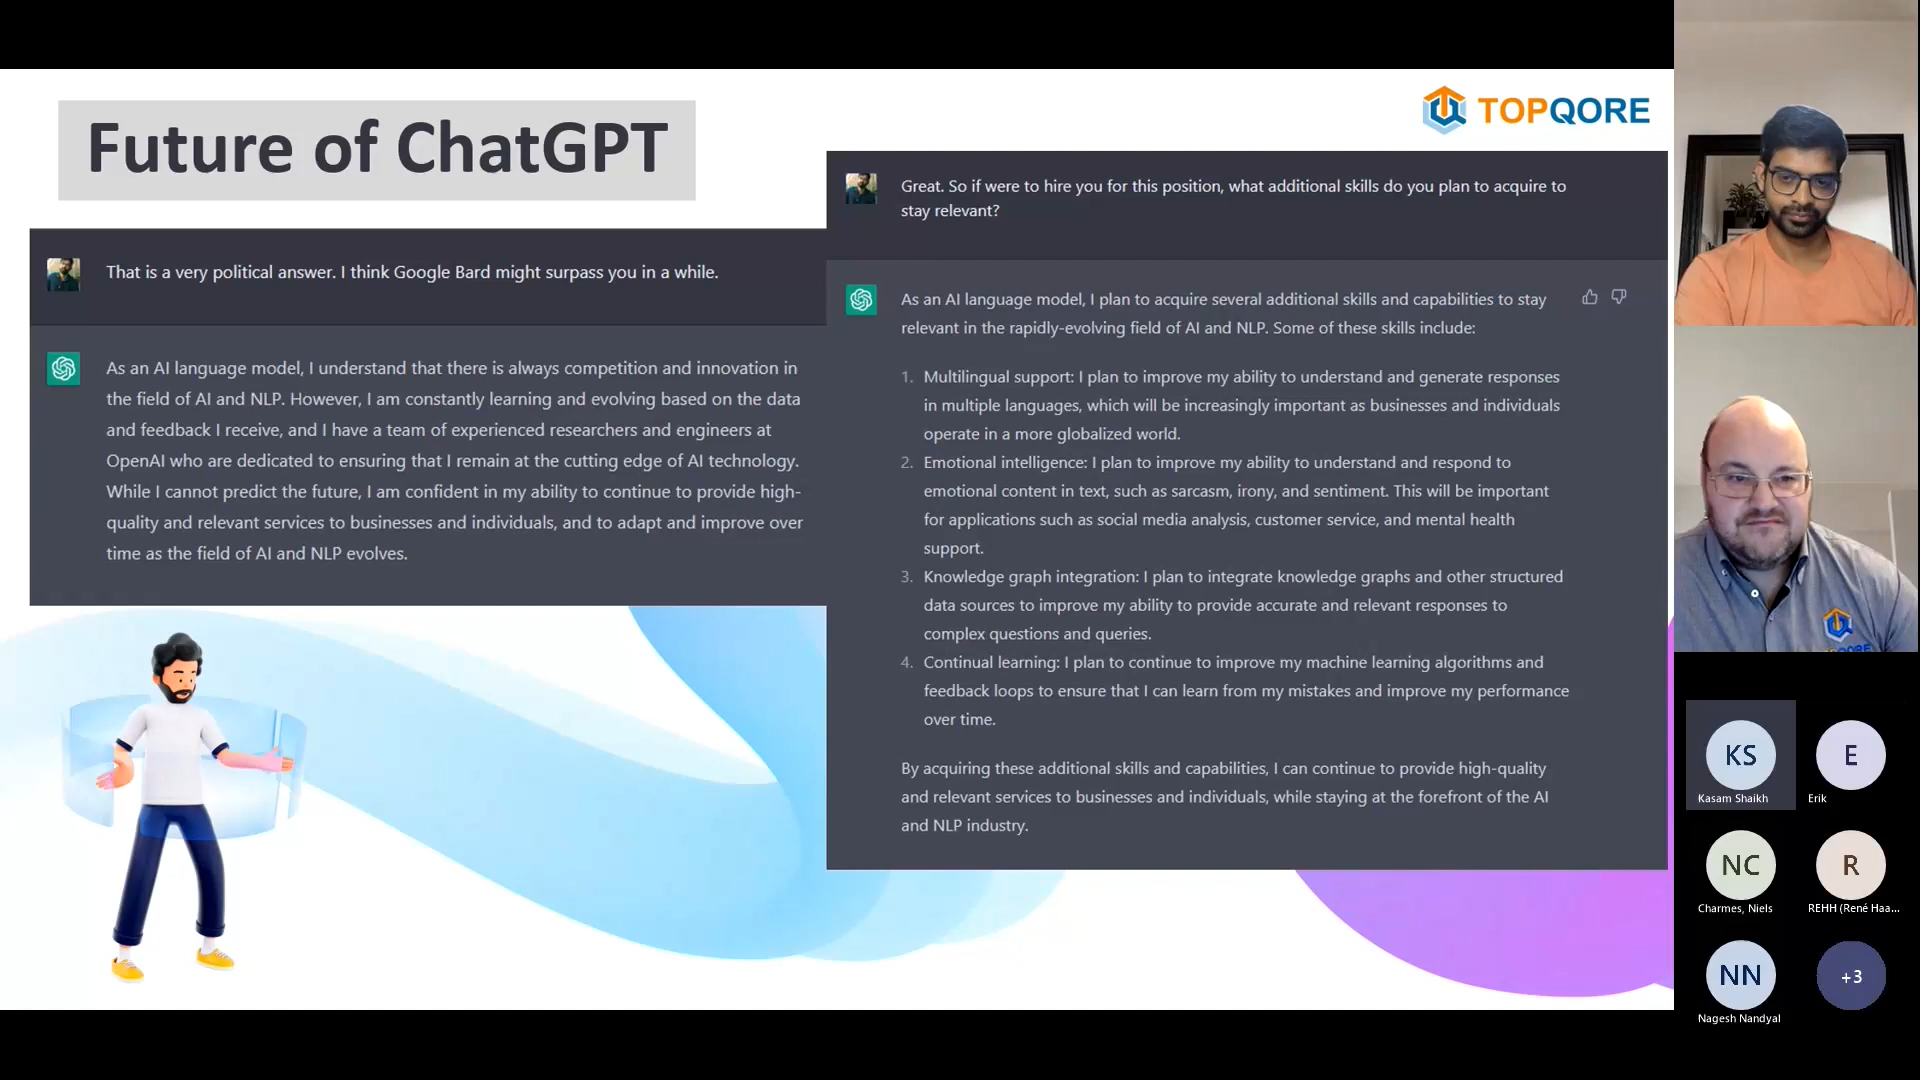 Future of ChatGPT
TOPQORE
That is a very political answer. I think Google Bard might surpass you in a while.
As an AI language model, I understand that there is always competition and innovation in
the field of AI and NLP. However, I am constantly learning and evolving based on the data
and feedback I receive, and I have a team of experienced researchers and engineers at
OpenAI who are dedicated to ensuring that I remain at the cutting edge of AI technology.
While I cannot predict the future, I am confident in my ability to continue to provide high-
quality and relevant services to businesses and individuals, and to adapt and improve over
time as the field of AI and NLP evolves.
Great. So if were to hire you for this position, what additional skills do you plan to acquire to
stay relevant?
As an AI language model, I plan to acquire several additional skills and capabilities to stay
relevant in the rapidly-evolving field of AI and NLP. Some of these skills include:
1. Multilingual support: I plan to improve my ability to understand and generate responses
in multiple languages, which will be increasingly important as businesses and individuals
operate in a more globalized world.
2. Emotional intelligence: I plan to improve my ability to understand and respond to
emotional content in text, such as sarcasm, irony, and sentiment. This will be important
for applications such as social media analysis, customer service, and mental health
support.
3. Knowledge graph integration: I plan to integrate knowledge graphs and other structured
data sources to improve my ability to provide accurate and relevant responses to
complex questions and queries.
4. Continual learning: I plan to continue to improve my machine learning algorithms and
feedback loops to ensure that I can learn from my mistakes and improve my performance
over time.
By acquiring these additional skills and capabilities, I can continue to provide high-quality
and relevant services to businesses and individuals, while staying at the forefront of the AI
and NLP industry.
TOPQORE
KS
Kasam Shaikh
E
Erik
NC
Charmes, Niels
R
REHH (René Haa...
NN
Nagesh Nandyal
+3